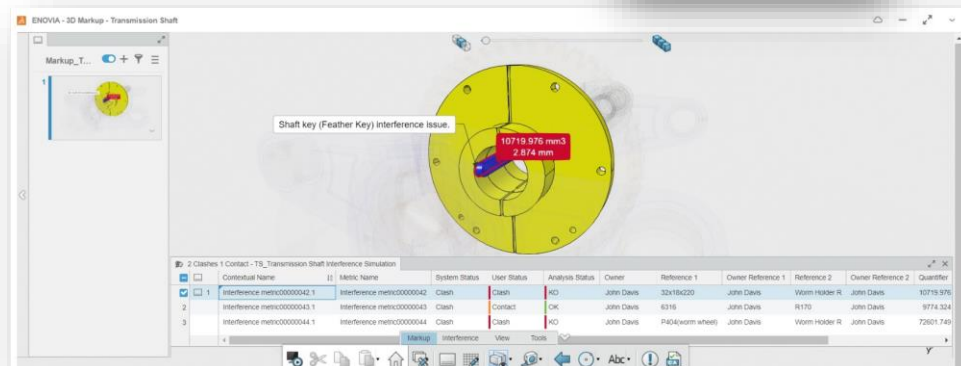 ENOVIA - 3D Markup - Transmission Shaft
Markup_T...
1
Shaft key (Feather Key) interference issue.
10719.976 mm3
2.874 mm
2 Clashes 1 Contact - TS_Transmission Shaft Interference Simulation
Contextual Name Metric Name System Status User Status Analysis Status Owner Reference 1 Owner Reference 1 Reference 2 Owner Reference 2 Quantifier
1 Interference metric00000042.1 Interference metric00000042 Clash Clash KO John Davis 32x18x220 John Davis Worm Holder R John Davis 10719.976
2 Interference metric00000043.1 Interference metric00000043 Clash Contact OK John Davis 6316 John Davis R170 John Davis 9774.324
3 Interference metric00000044.1 Interference metric00000044 Clash Clash KO John Davis P404(worm wheel) John Davis Worm Holder R John Davis 72601.749
Markup Interference View Tools
Abc
Y